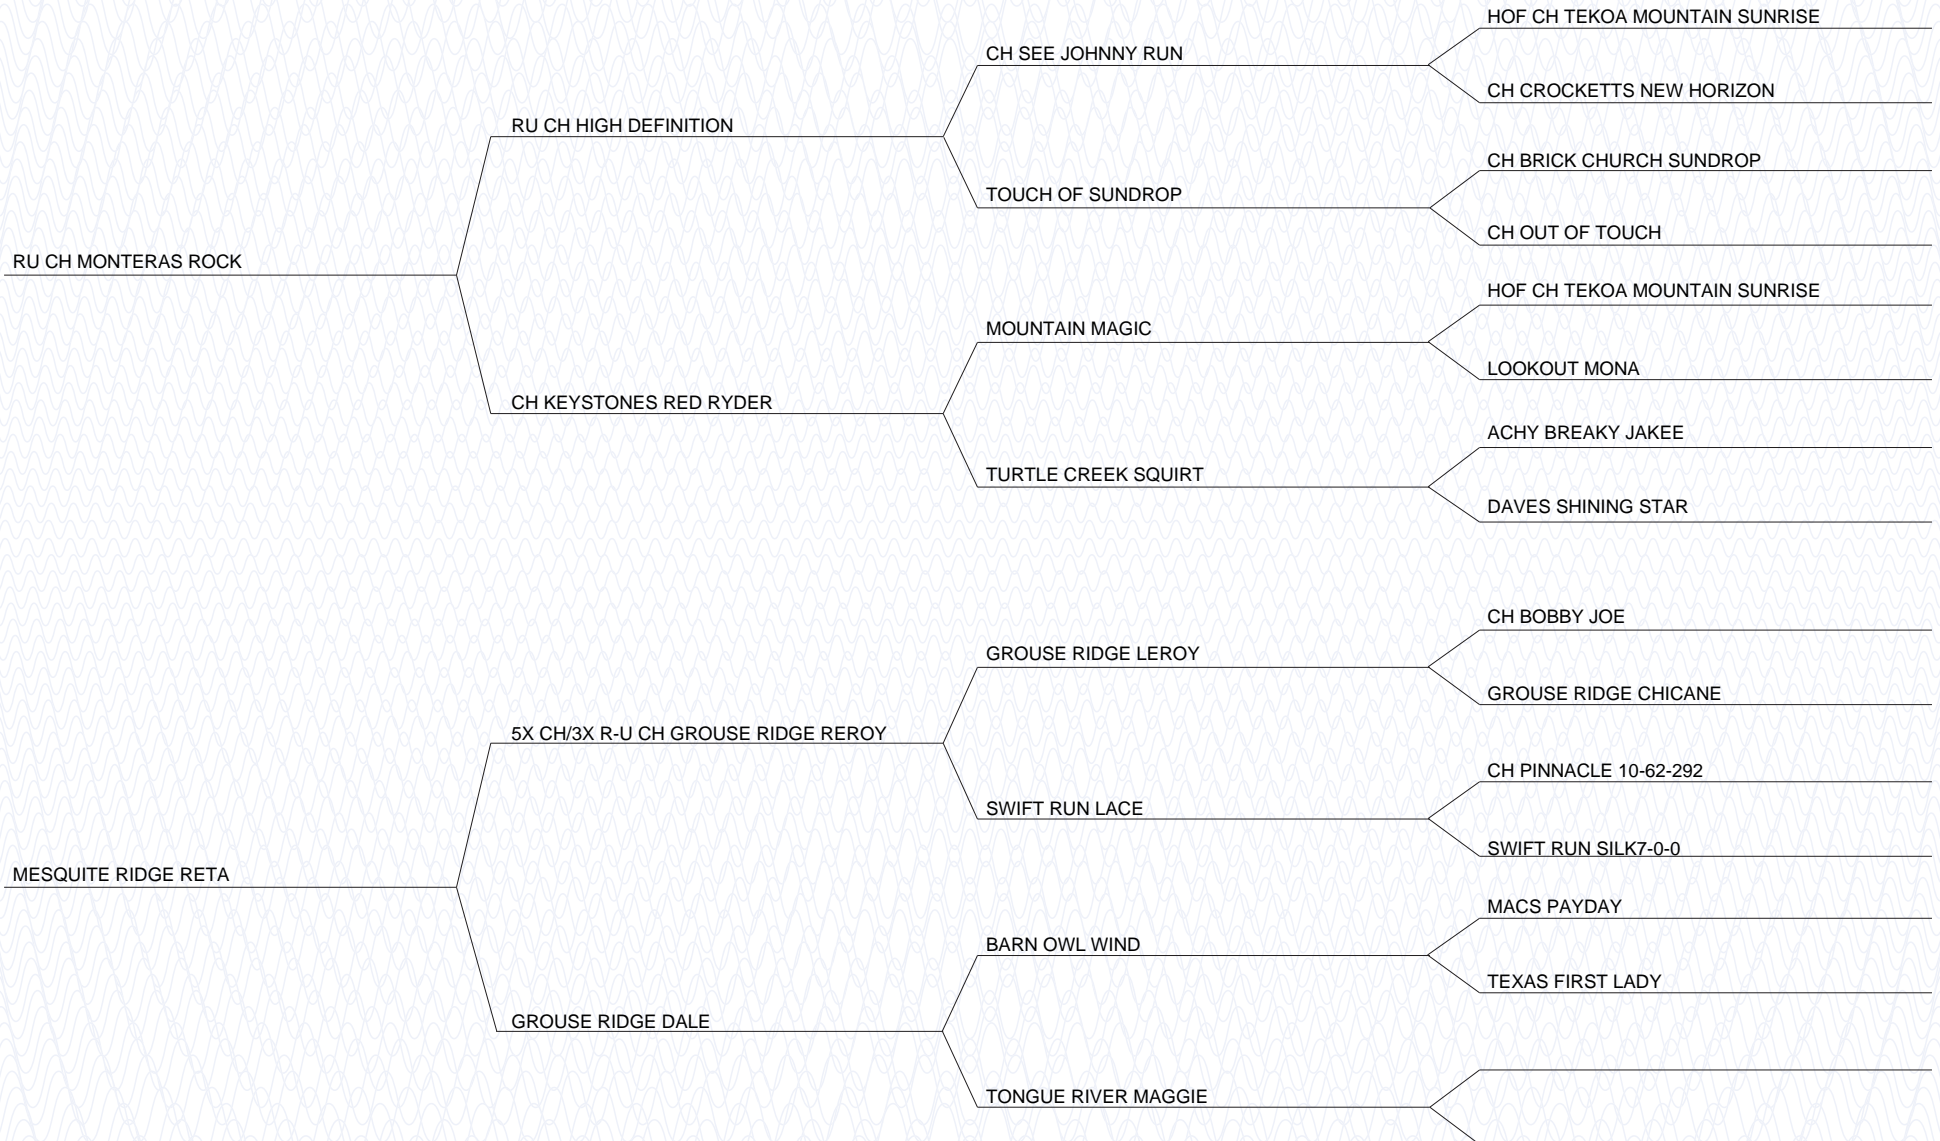 HOF CH TEKOA MOUNTAIN SUNRISE
CH SEE JOHNNY RUN
CH CROCKETTS NEW HORIZON
RU CH HIGH DEFINITION
CH BRICK CHURCH SUNDROP
TOUCH OF SUNDROP
CH OUT OF TOUCH
RU CH MONTERAS ROCK
HOF CH TEKOA MOUNTAIN SUNRISE
MOUNTAIN MAGIC
LOOKOUT MONA
CH KEYSTONES RED RYDER
ACHY BREAKY JAKEE
TURTLE CREEK SQUIRT
DAVES SHINING STAR
CH BOBBY JOE
GROUSE RIDGE LEROY
GROUSE RIDGE CHICANE
5X CH/3X R-U CH GROUSE RIDGE REROY
CH PINNACLE 10-62-292
SWIFT RUN LACE
SWIFT RUN SILK7-0-0
MESQUITE RIDGE RETA
MACS PAYDAY
BARN OWL WIND
TEXAS FIRST LADY
GROUSE RIDGE DALE
TONGUE RIVER MAGGIE